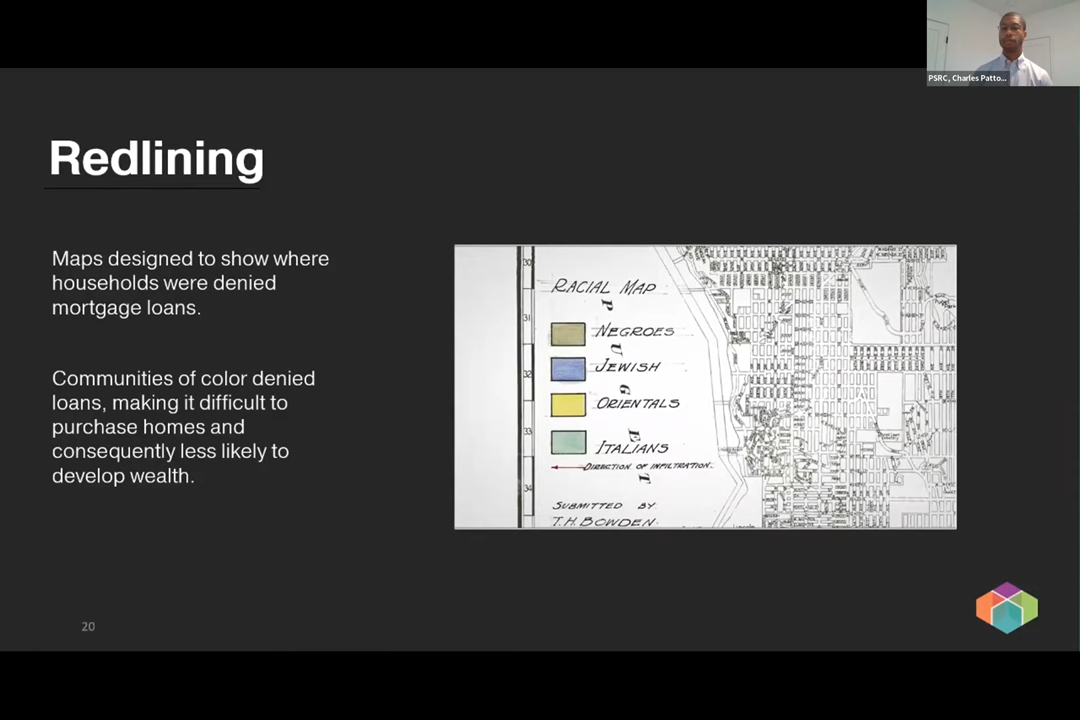 PSRC, Charles Patto...
Redlining
Maps designed to show where
households were denied
mortgage loans.
Communities of color denied
loans, making it difficult to
purchase homes and
consequently less likely to
develop wealth.
30
31
32
33
34
RACIAL MAP
NEGROES
JEWISH
ORIENTALS
ITALIANS
DIRECTION OF INFILTRATION.
SUBMITTED BY
T.H. BOWDEN.
PUGET
20